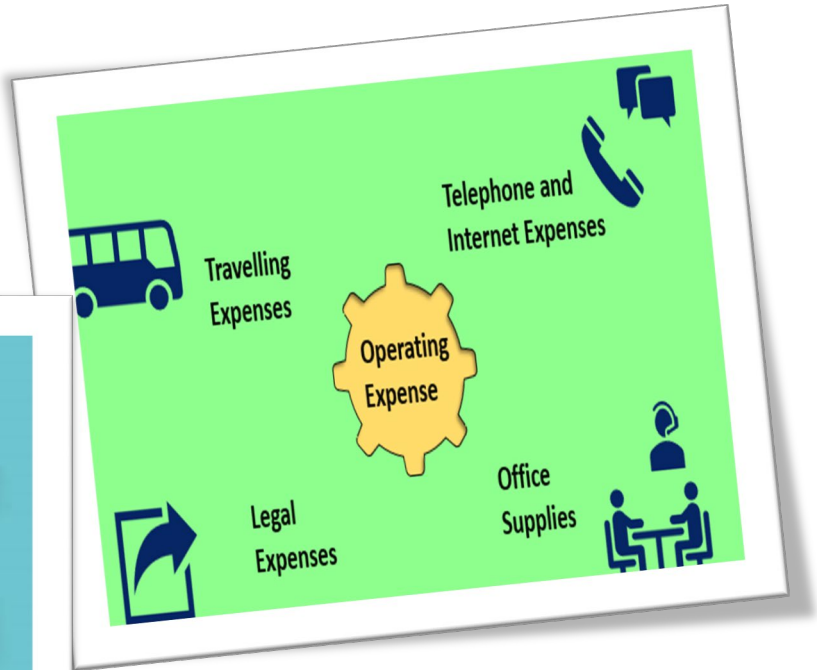 Telephone and
Internet Expenses
Travelling
Expenses
Operating
Expense
Office
Supplies
Legal
Expenses